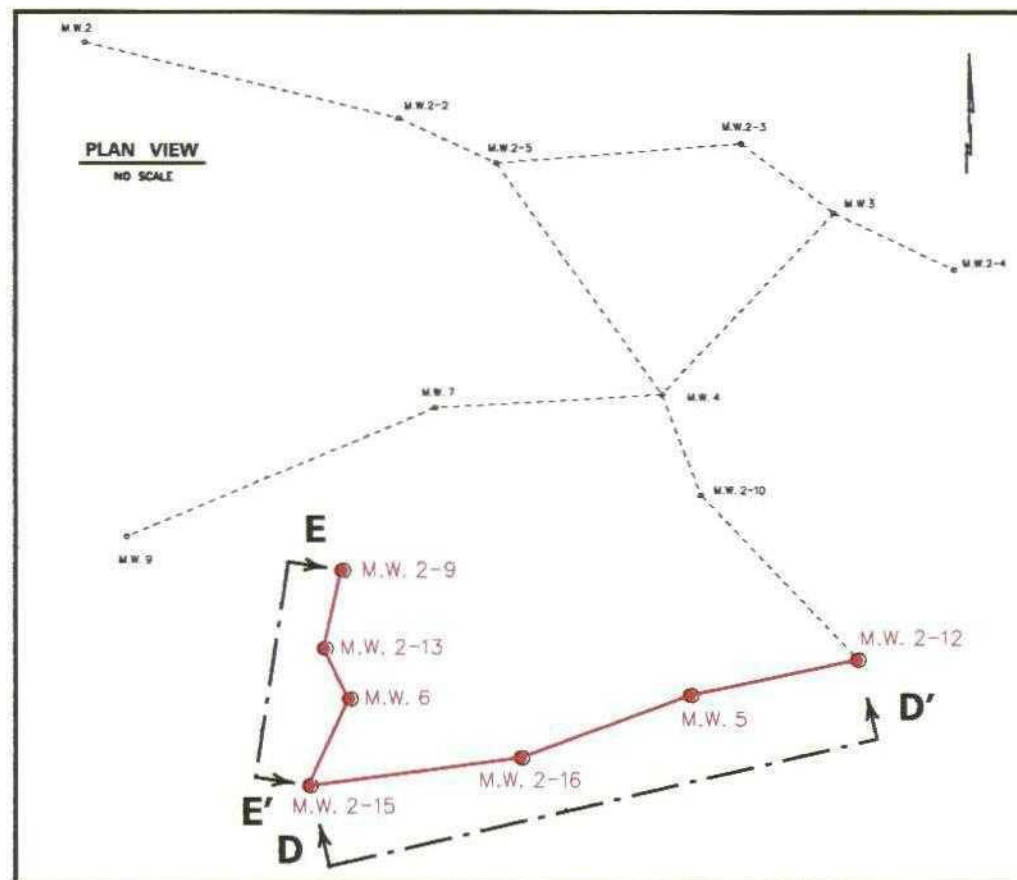 M.W.2
M.W.2-2
PLAN VIEW
NO SCALE
M.W.2-5
M.W.2-3
M.W.3
M.W.2-4
M.W. 7
M.W. 4
M.W. 2-10
M.W. 9
E
M.W. 2-9
M.W. 2-13
M.W. 2-12
M.W. 6
M.W. 5
D'
M.W. 2-16
E'
M.W. 2-15
D